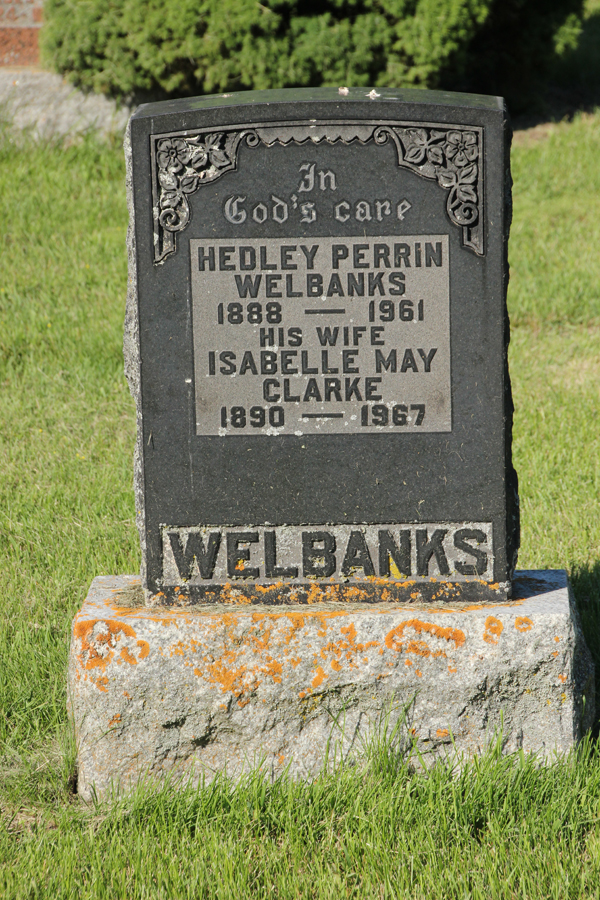 In
God's care
HEDLEY PERRIN
WELBANKS
1888 — 1961
HIS WIFE
ISABELLE MAY
CLARKE
1890 — 1967
WELBANKS